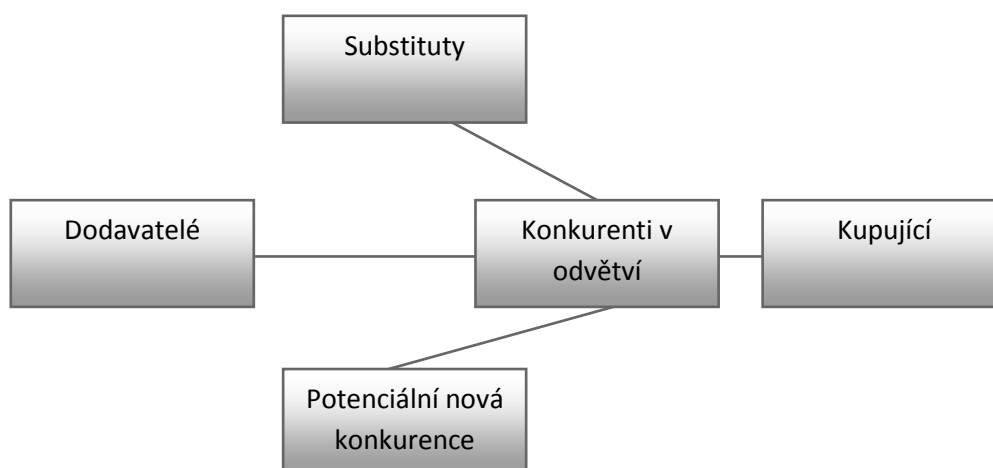 Substituty
Dodavatelé
Konkurenti v
odvětví
Kupující
Potenciální nová
konkurence